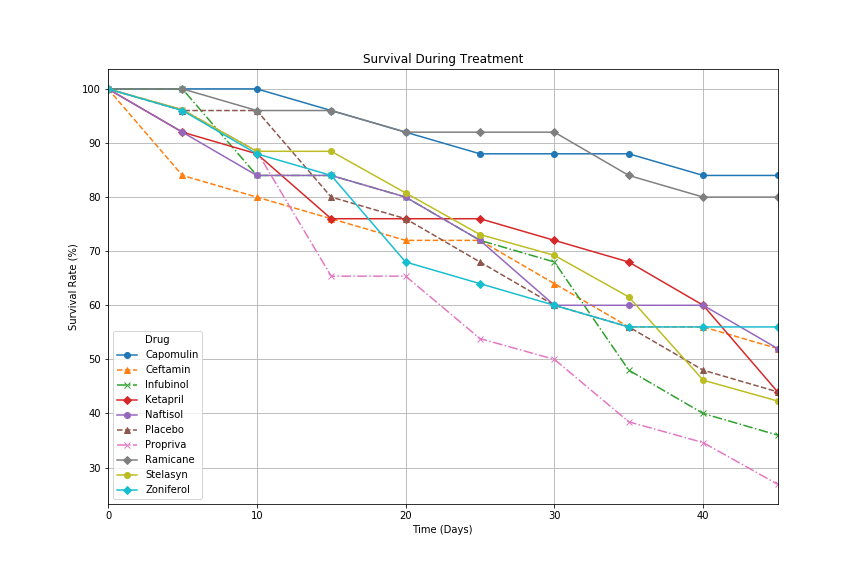 Survival During Treatment
Survival Rate (%)
100
90
80
70
60
50
40
30
Drug
Capomulin
Ceftamin
Infubinol
Ketapril
Naftisol
Placebo
Propriva
Ramicane
Stelasyn
Zoniferol
0 10 20 30 40
Time (Days)